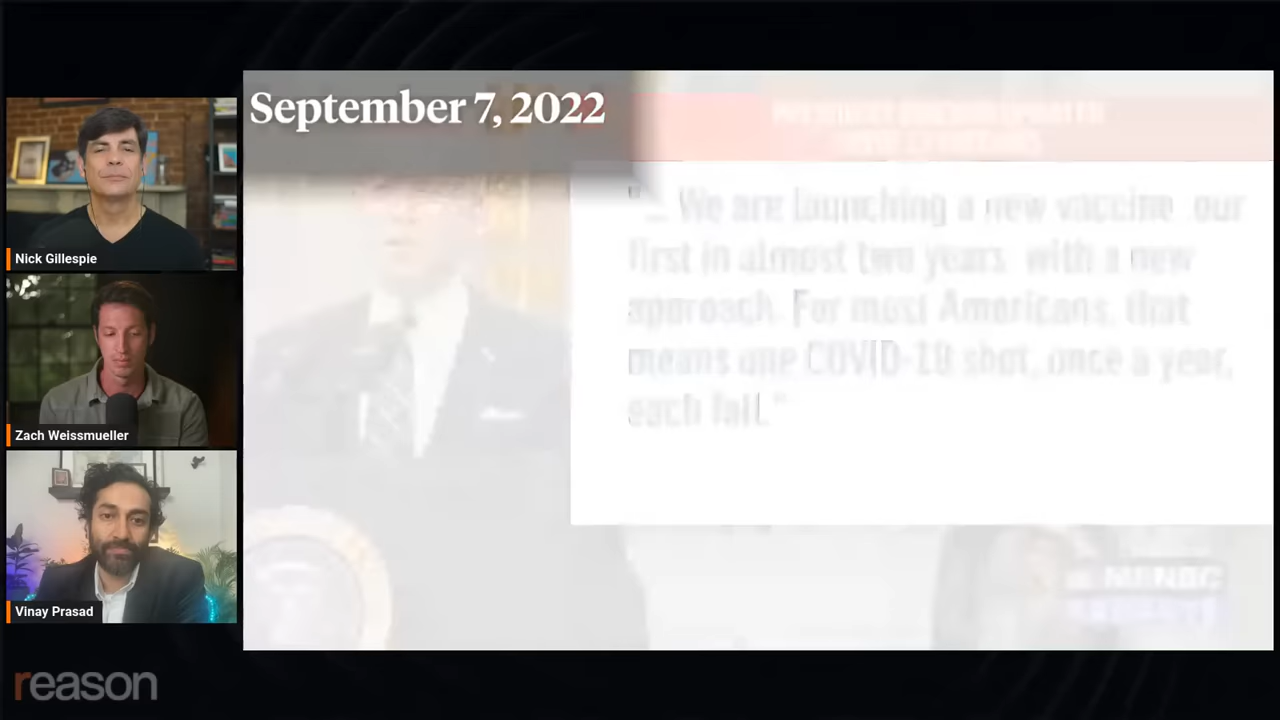 September 7, 2022
"... We are launching a new vaccine, our
first in almost two years, with a new
approach. For most Americans, that
means one COVID-19 shot, once a year,
each fall."
MSNBC
Nick Gillespie
Zach Weissmueller
Vinay Prasad
reason